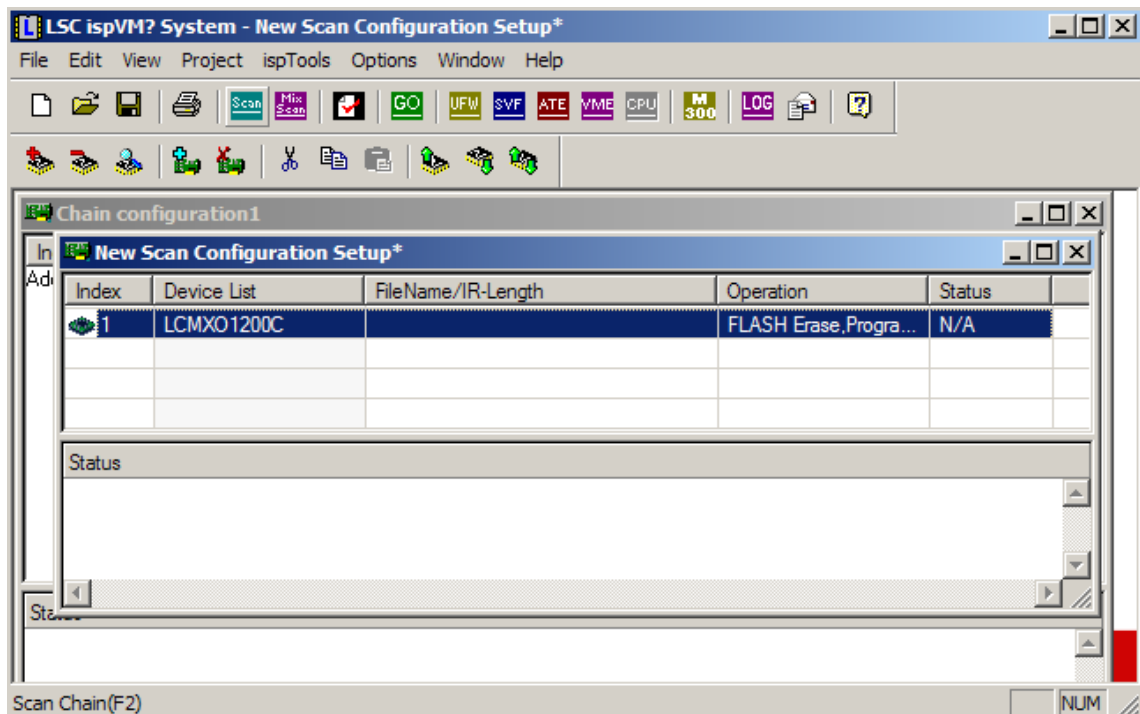 LSC ispVM? System - New Scan Configuration Setup*
File Edit View Project ispTools Options Window Help
Scan Mix Scan GO UFW SVF ATE VME CPU M 300 LOG
Chain configuration1
In
New Scan Configuration Setup*
Index Device List FileName/IR-Length Operation Status
1 LCMXO1200C FLASH Erase,Progra... N/A
Status
Scan Chain(F2) NUM